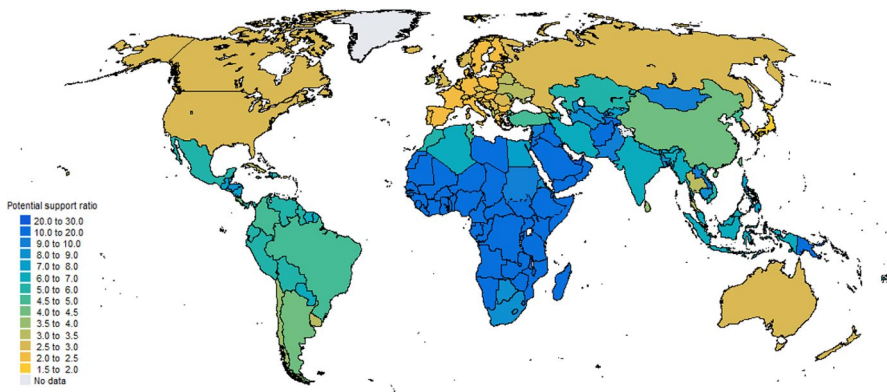 Potential support ratio
20.0 to 30.0
10.0 to 20.0
9.0 to 10.0
8.0 to 9.0
7.0 to 8.0
6.0 to 7.0
5.0 to 6.0
4.5 to 5.0
4.0 to 4.5
3.5 to 4.0
3.0 to 3.5
2.5 to 3.0
2.0 to 2.5
1.5 to 2.0
No data